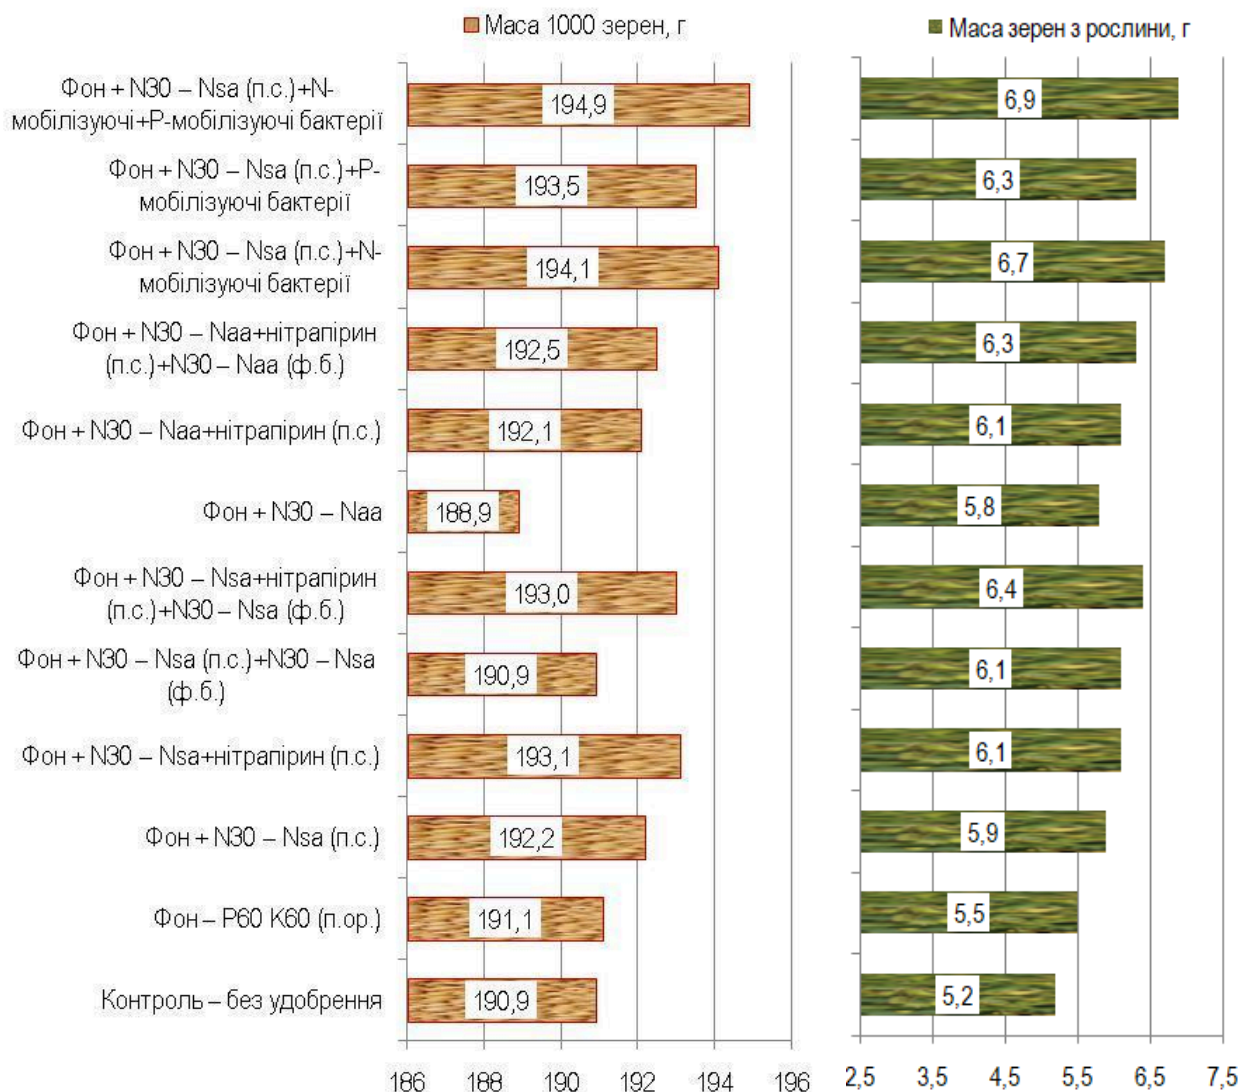 Маса 1000 зерен, г
Маса зерен з рослини, г
Фон + N30 – Nsa (п.с.)+N-
мобілізуючі+Р-мобілізуючі бактерії
194,9
6,9
Фон + N30 – Nsa (п.с.)+Р-
мобілізуючі бактерії
193,5
6,3
Фон + N30 – Nsa (п.с.)+N-
мобілізуючі бактерії
194,1
6,7
Фон + N30 – Naa+нітрапірин
(п.с.)+N30 – Naa (ф.б.)
192,5
6,3
Фон + N30 – Naa+нітрапірин (п.с.)
192,1
6,1
Фон + N30 – Naa
188,9
5,8
Фон + N30 – Nsa+нітрапірин
(п.с.)+N30 – Nsa (ф.б.)
193,0
6,4
Фон + N30 – Nsa (п.с.)+N30 – Nsa
(ф.б.)
190,9
6,1
Фон + N30 – Nsa+нітрапірин (п.с.)
193,1
6,1
Фон + N30 – Nsa (п.с.)
192,2
5,9
Фон – Р60 К60 (п.ор.)
191,1
5,5
Контроль – без удобрення
190,9
5,2
186 188 190 192 194 196
2,5 3,5 4,5 5,5 6,5 7,5